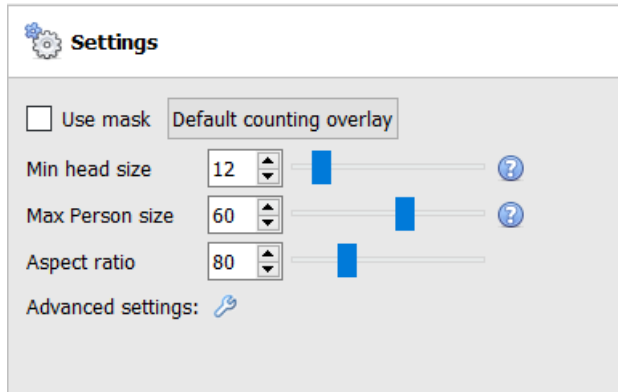 Settings
Use mask Default counting overlay
Min head size 12 ?
Max Person size 60 ?
Aspect ratio 80
Advanced settings: